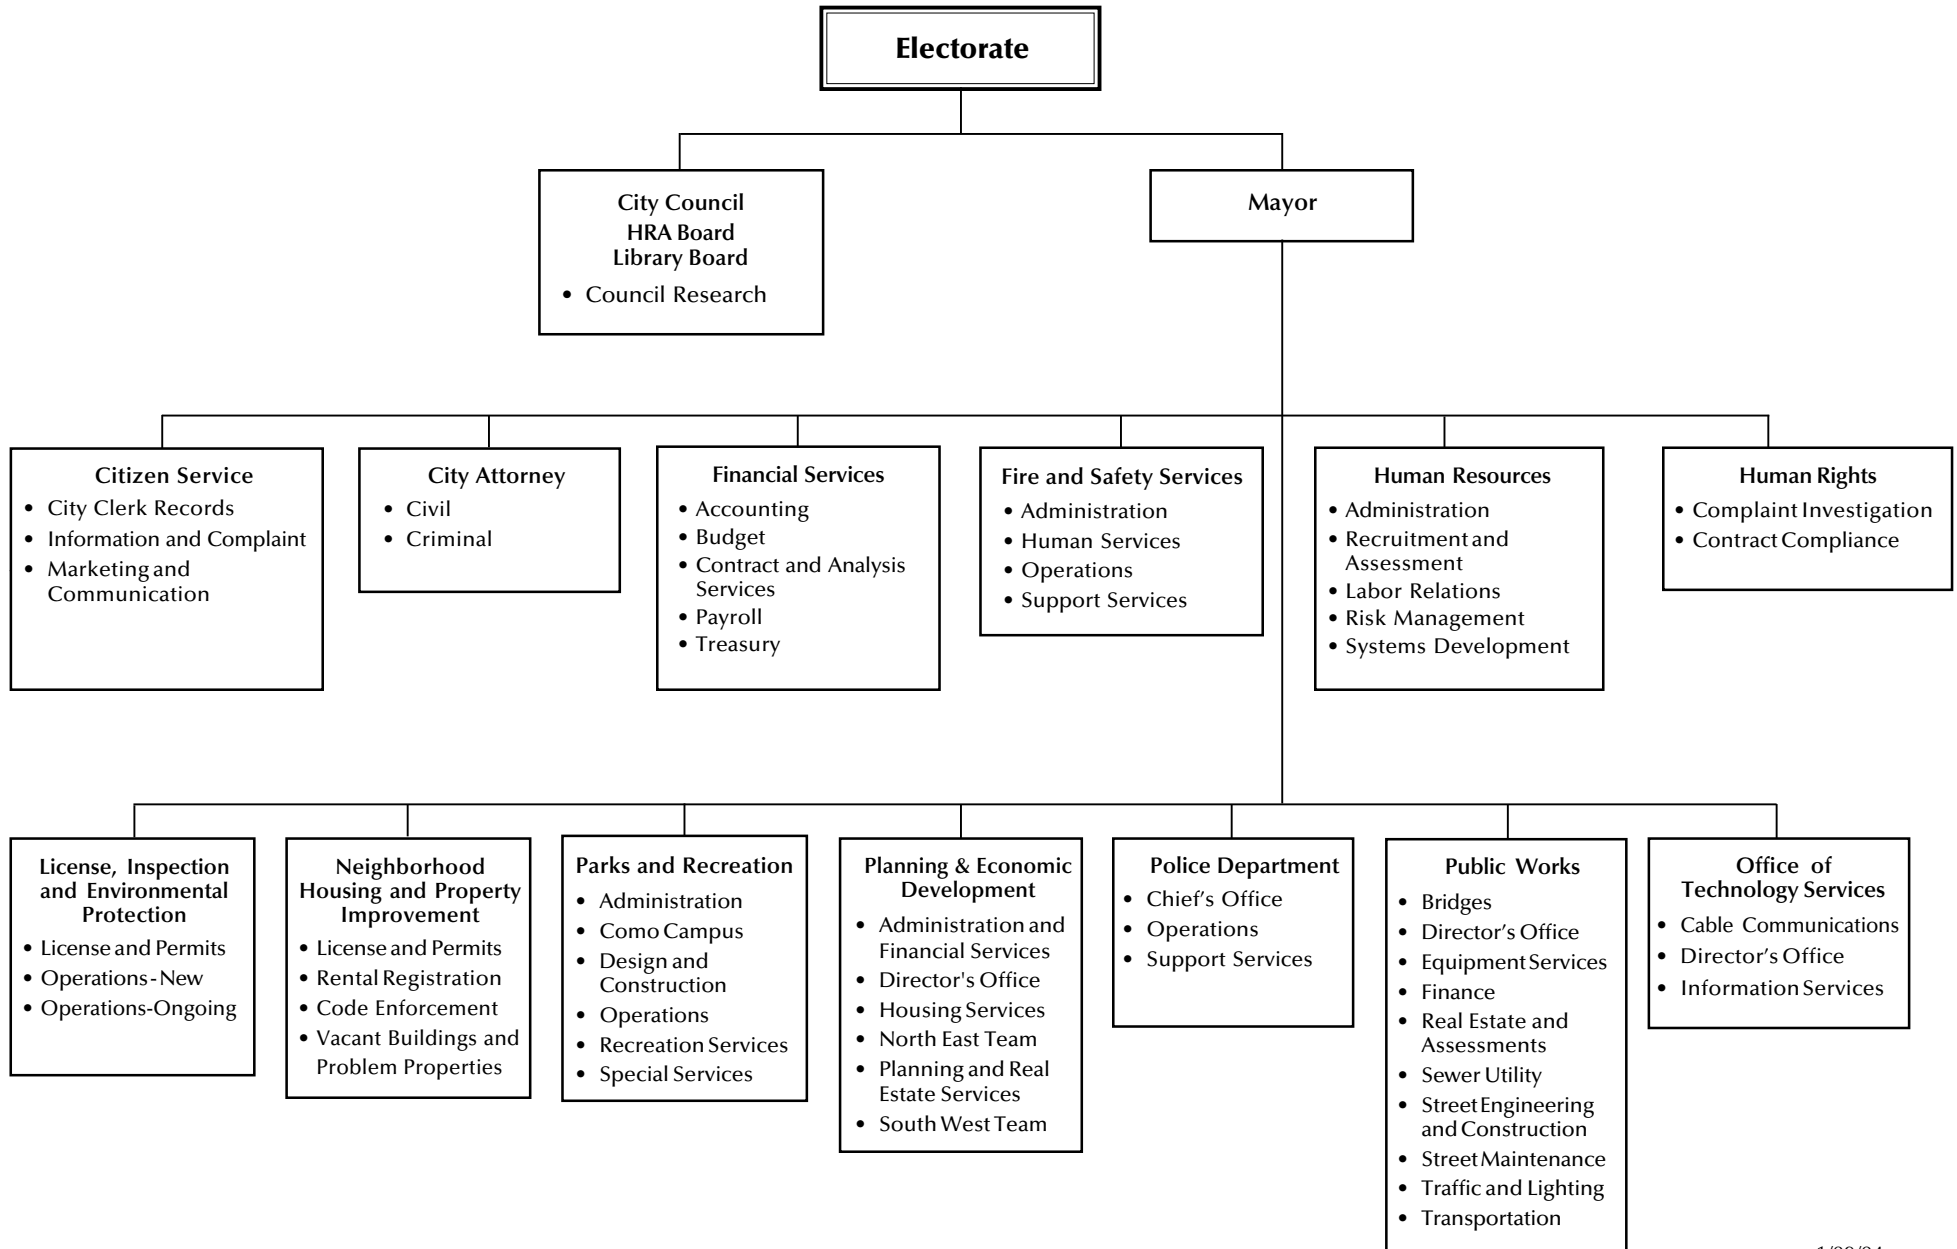 Electorate
City Council
HRA Board
Library Board
• Council Research
Mayor
Citizen Service
• City Clerk Records
• Information and Complaint
• Marketing and
Communication
City Attorney
• Civil
• Criminal
Financial Services
• Accounting
• Budget
• Contract and Analysis
Services
• Payroll
• Treasury
Fire and Safety Services
• Administration
• Human Services
• Operations
• Support Services
Human Resources
• Administration
• Recruitment and
Assessment
• Labor Relations
• Risk Management
• Systems Development
Human Rights
• Complaint Investigation
• Contract Compliance
License, Inspection
and Environmental
Protection
• License and Permits
• Operations-New
• Operations-Ongoing
Neighborhood
Housing and Property
Improvement
• License and Permits
• Rental Registration
• Code Enforcement
• Vacant Buildings and
Problem Properties
Parks and Recreation
• Administration
• Como Campus
• Design and
Construction
• Operations
• Recreation Services
• Special Services
Planning & Economic
Development
• Administration and
Financial Services
• Director's Office
• Housing Services
• North East Team
• Planning and Real
Estate Services
• South West Team
Police Department
• Chief’s Office
• Operations
• Support Services
Public Works
• Bridges
• Director’s Office
• Equipment Services
• Finance
• Real Estate and
Assessments
• Sewer Utility
• Street Engineering
and Construction
• Street Maintenance
• Traffic and Lighting
• Transportation
Office of
Technology Services
• Cable Communications
• Director’s Office
• Information Services